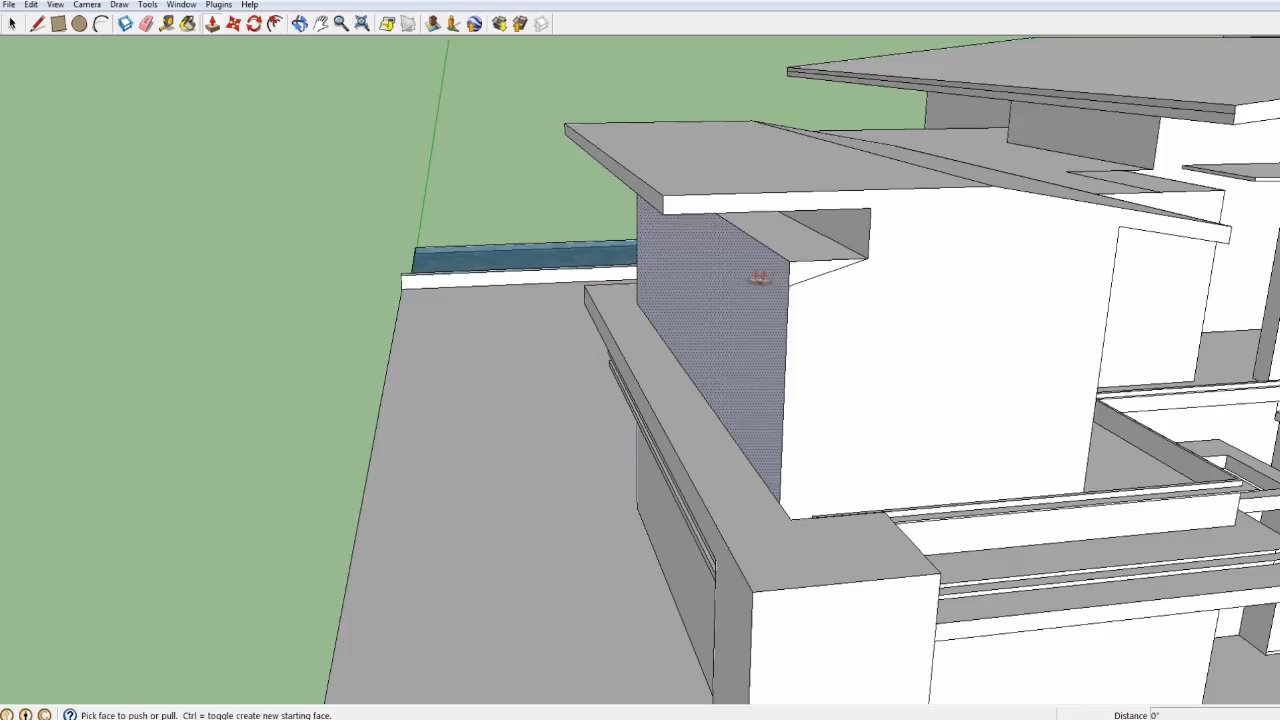 File Edit View Camera Draw Tools Window Plugins Help
Pick face to push or pull. Ctrl = toggle create new starting face.
Distance 0"